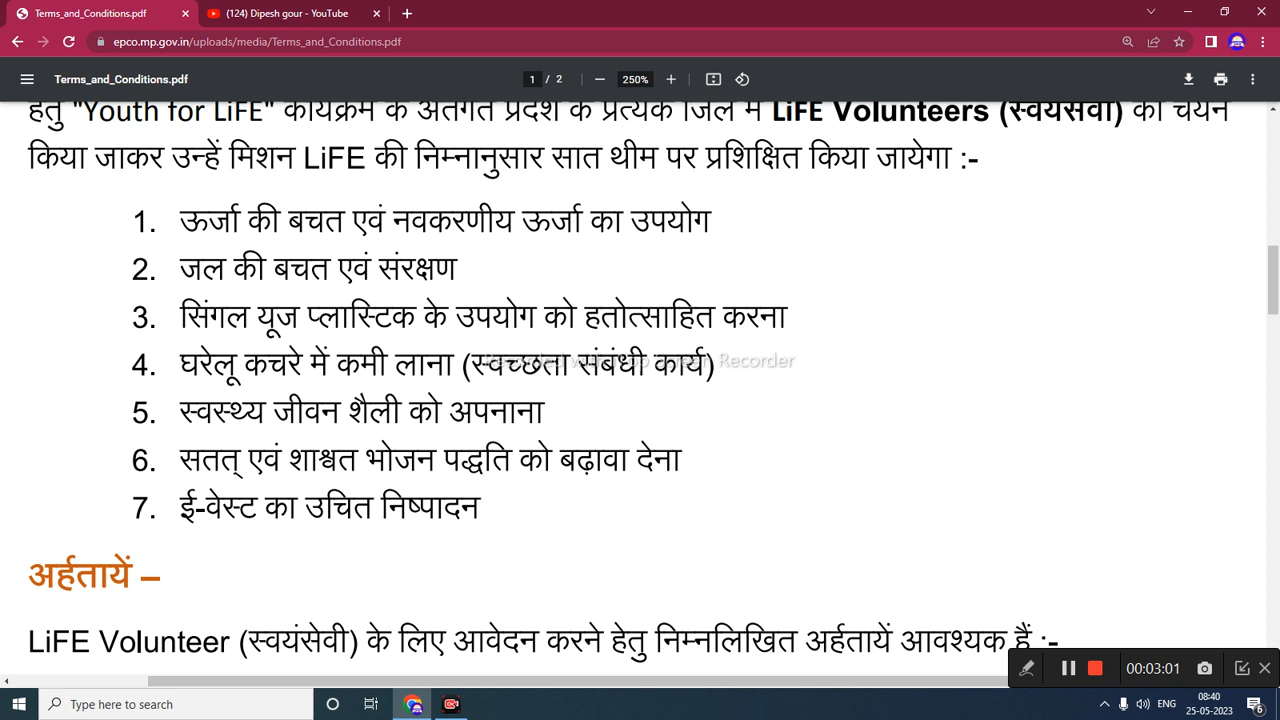 Terms_and_Conditions.pdf
(124) Dipesh gour - YouTube
epco.mp.gov.in/uploads/media/Terms_and_Conditions.pdf
Terms_and_Conditions.pdf
1 / 2
250%
हेतु "Youth for LiFE" कार्यक्रम के अंतर्गत प्रदेश के प्रत्येक जिले में LiFE Volunteers (स्वयंसेवी) का चयन
किया जाकर उन्हें मिशन LiFE की निम्नानुसार सात थीम पर प्रशिक्षित किया जायेगा :-
1. ऊर्जा की बचत एवं नवकरणीय ऊर्जा का उपयोग
2. जल की बचत एवं संरक्षण
3. सिंगल यूज प्लास्टिक के उपयोग को हतोत्साहित करना
4. घरेलू कचरे में कमी लाना (स्वच्छता संबंधी कार्य)
Recorder
5. स्वस्थ्य जीवन शैली को अपनाना
6. सतत् एवं शाश्वत भोजन पद्धति को बढ़ावा देना
7. ई-वेस्ट का उचित निष्पादन
अर्हतायें –
LiFE Volunteer (स्वयंसेवी) के लिए आवेदन करने हेतु निम्नलिखित अर्हतायें आवश्यक हैं :-
00:03:01
Type here to search
ENG
08:40
25-05-2023
6